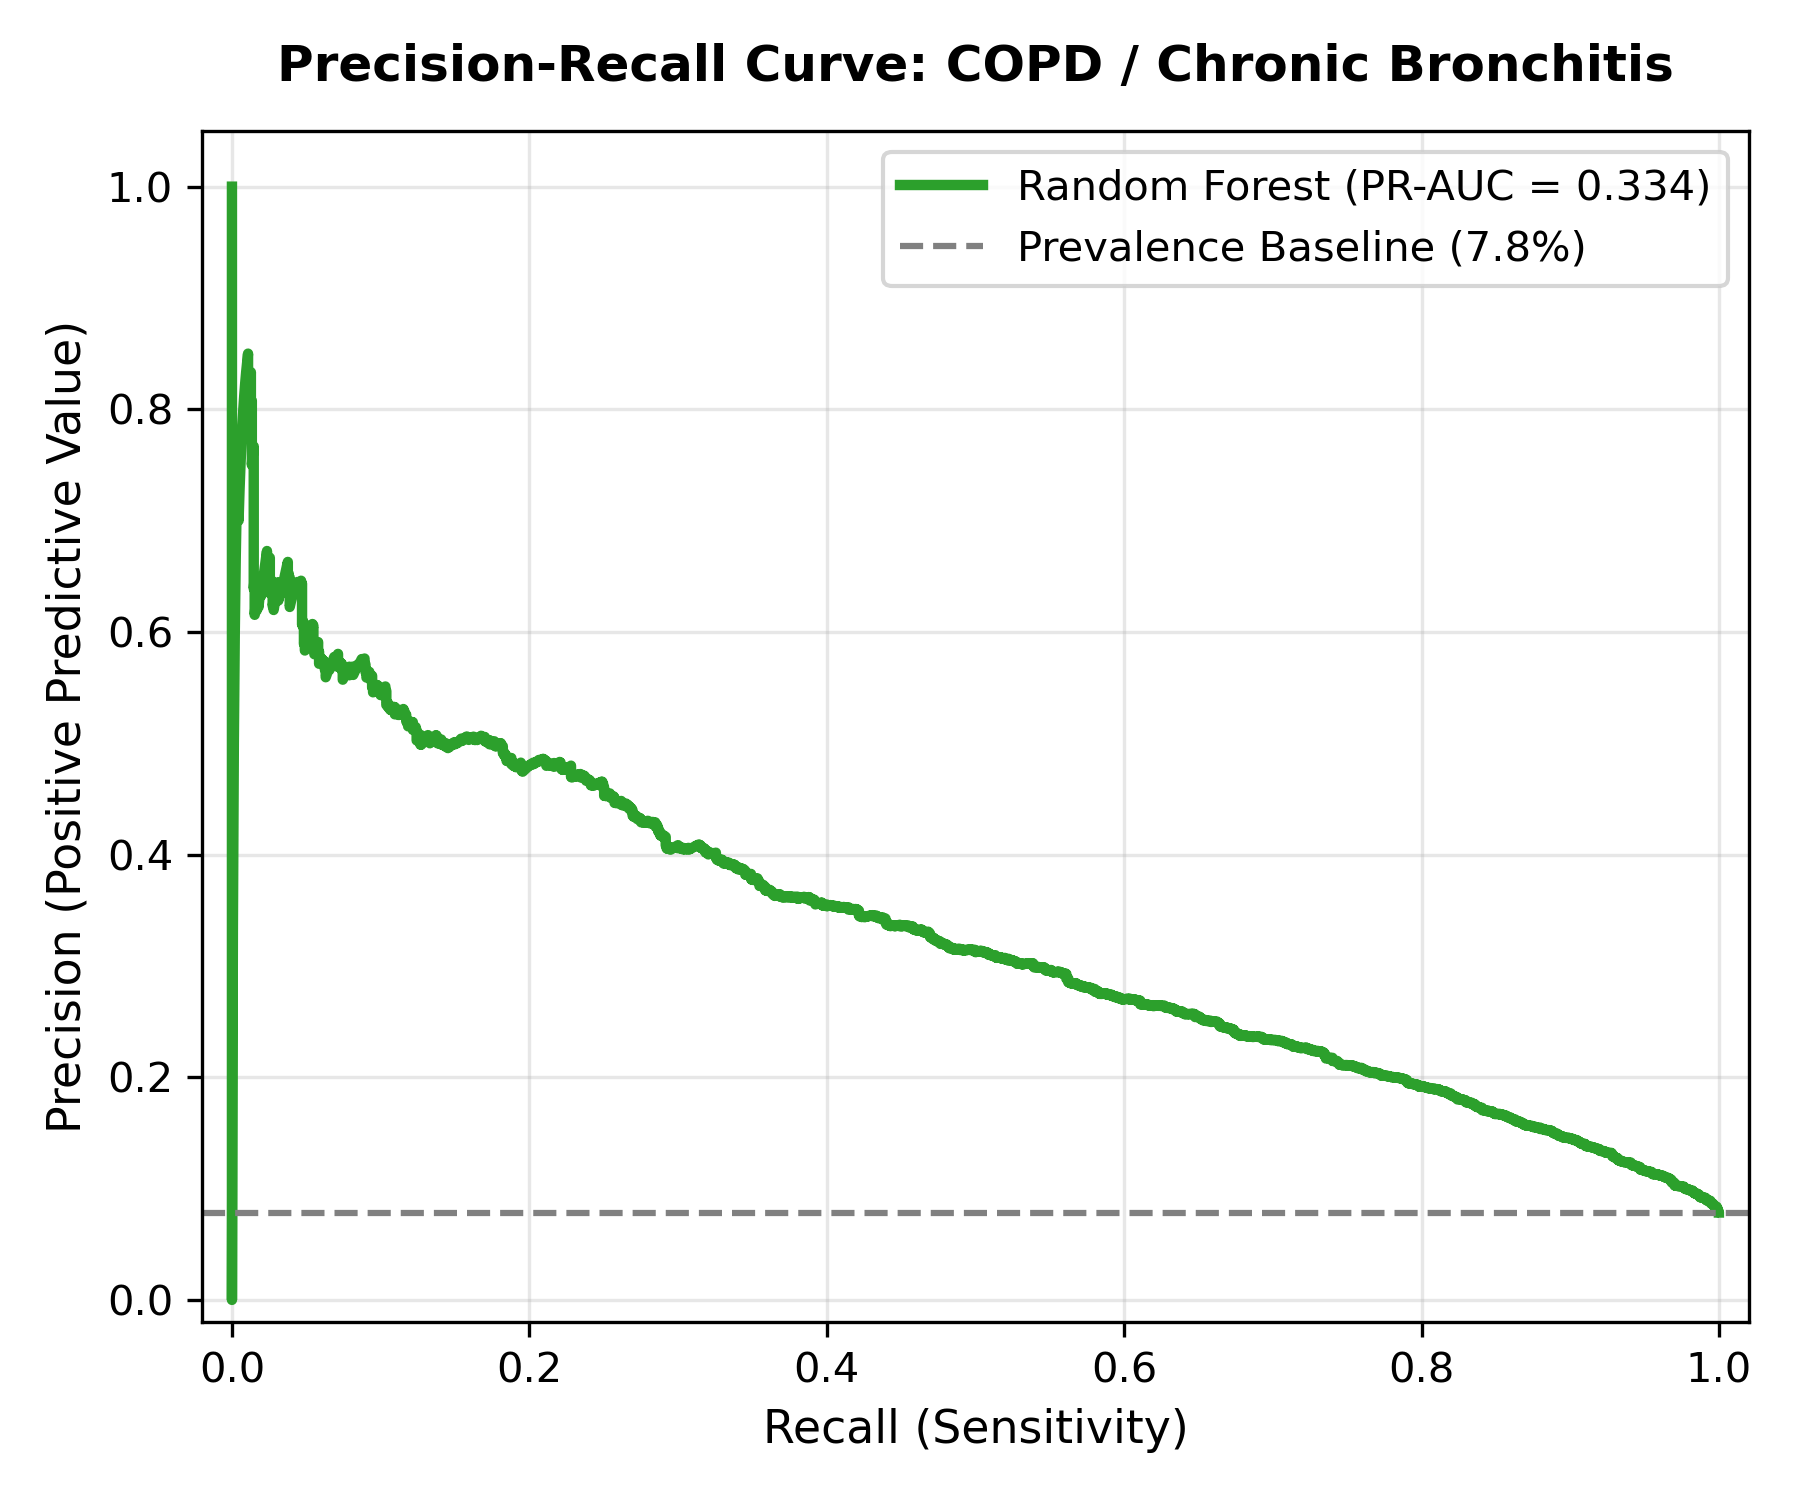 Precision-Recall Curve: COPD / Chronic Bronchitis
Random Forest (PR-AUC = 0.334)
Prevalence Baseline (7.8%)
Precision (Positive Predictive Value)
1.0
0.8
0.6
0.4
0.2
0.0
0.0 0.2 0.4 0.6 0.8 1.0
Recall (Sensitivity)